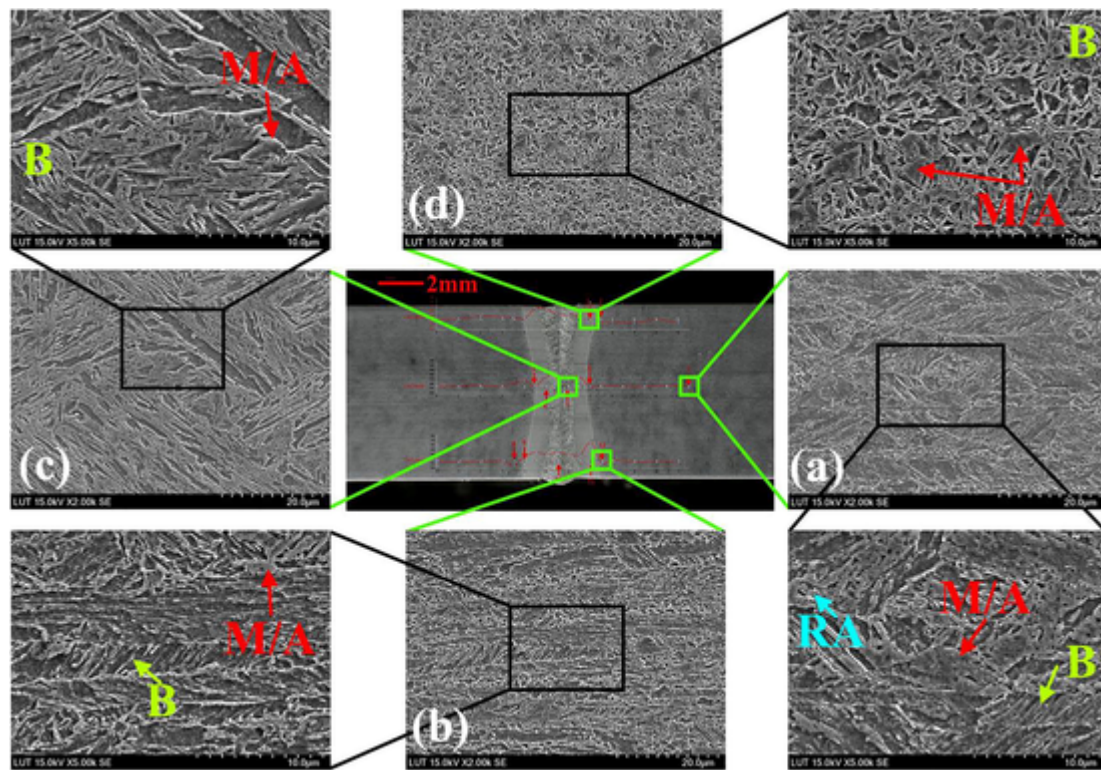 M/A
B
LUT 15.0kV X5.00k SE 10.0μm
(d)
LUT 15.0kV X2.00k SE 20.0μm
B
M/A
LUT 15.0kV X5.00k SE 10.0μm
(c)
LUT 15.0kV X2.00k SE 20.0μm
2mm
(a)
LUT 15.0kV X2.00k SE 20.0μm
M/A
B
LUT 15.0kV X5.00k SE 10.0μm
(b)
LUT 15.0kV X2.00k SE 20.0μm
RA
M/A
B
LUT 15.0kV X5.00k SE 10.0μm